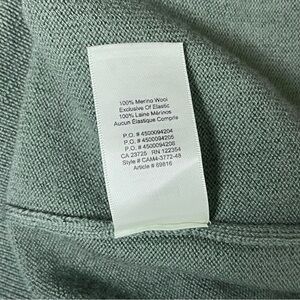 100% Merino Wool
Exclusive Of Elastic
100% Laine Mérinos
Aucun Élastique Compris
P.O. # 4500094204
P.O. # 4500094205
P.O. # 4500094206
CA 23725 RN 122354
Style # CAM4-3772-48
Article # 69816